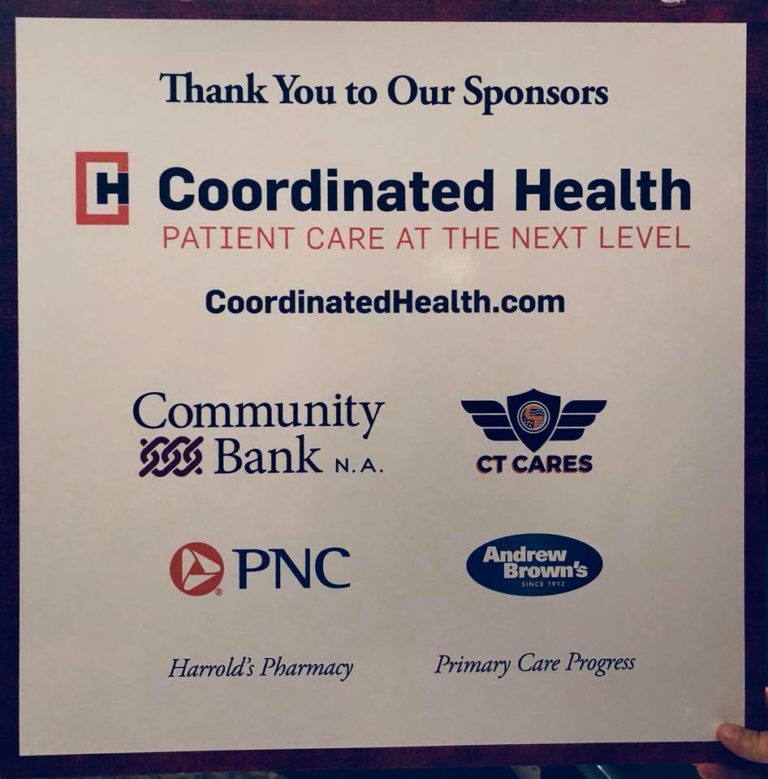 Thank You to Our Sponsors
H Coordinated Health
PATIENT CARE AT THE NEXT LEVEL
CoordinatedHealth.com
Community
Bank N.A.
CT CARES
PNC
Andrew
Brown's
SINCE 1912
Harrold's Pharmacy
Primary Care Progress